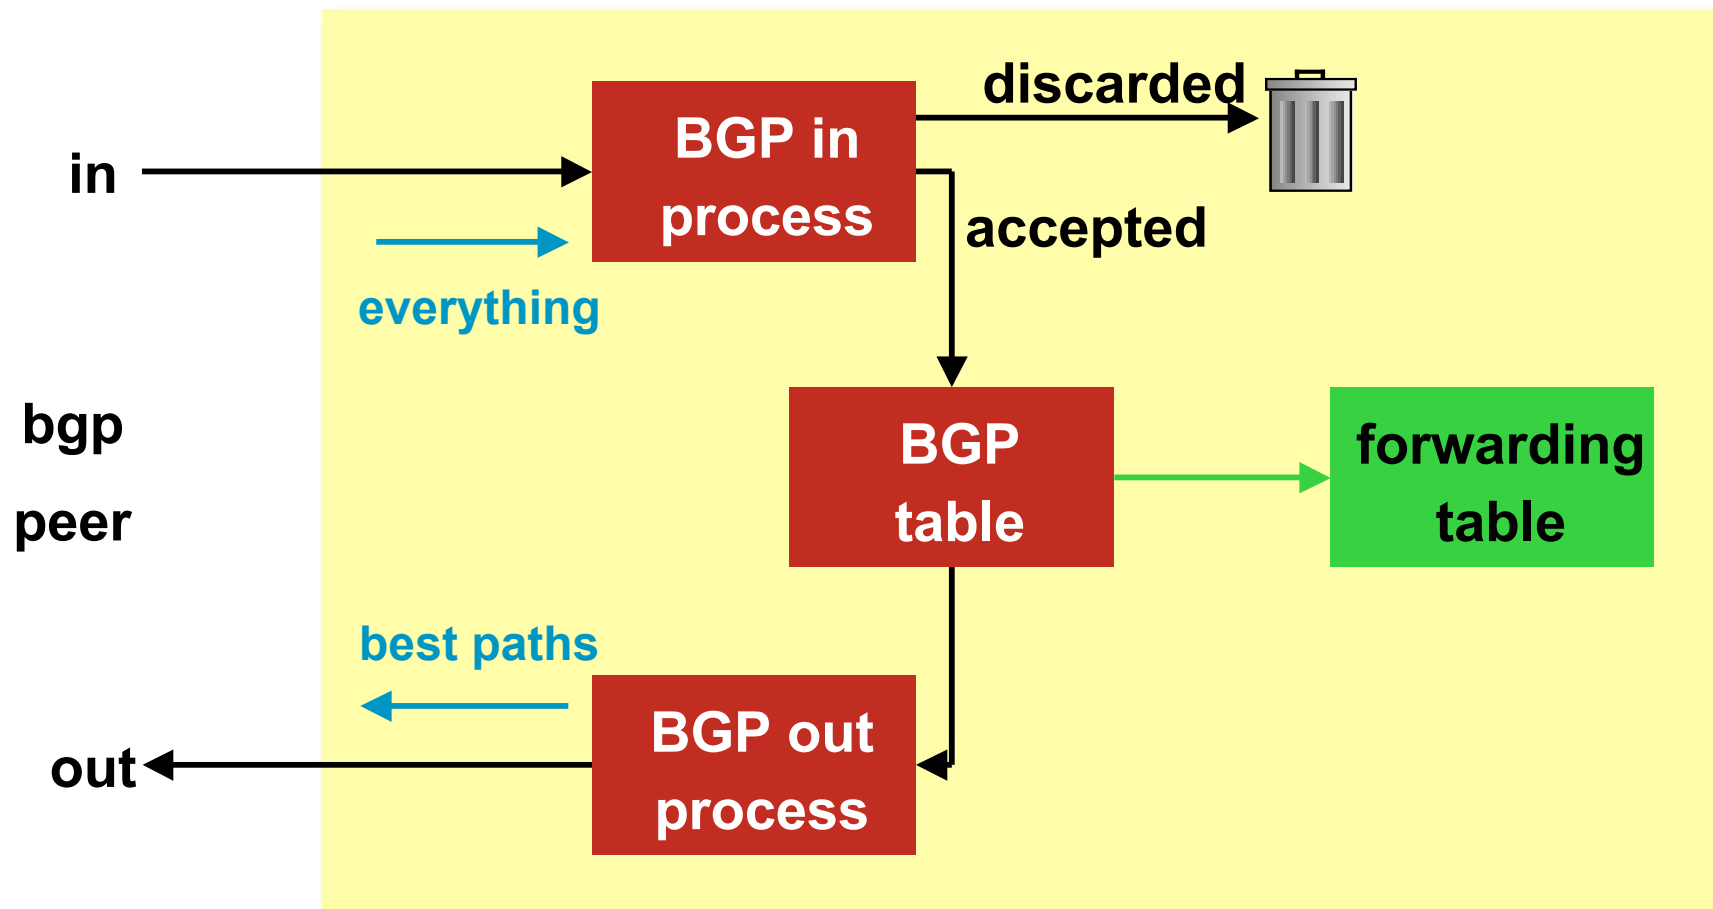 discarded
BGP in
process
in
accepted
everything
bgp
peer
BGP
table
forwarding
table
best paths
BGP out
process
out